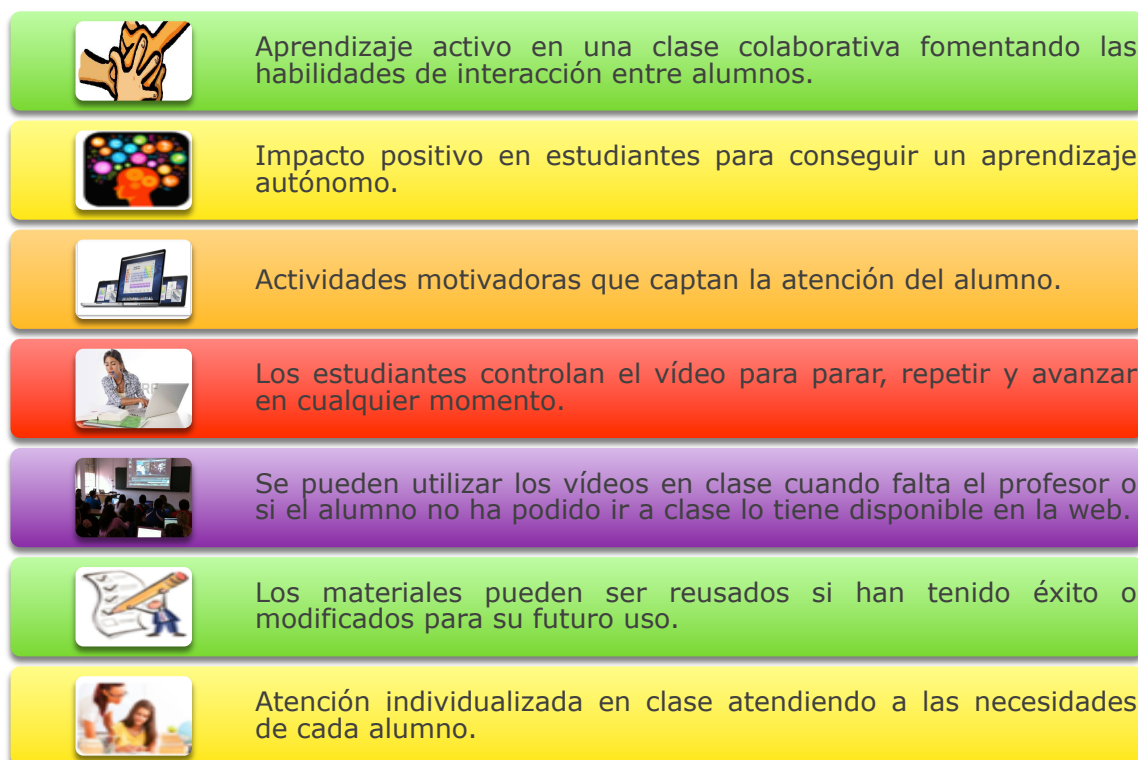 Aprendizaje activo en una clase colaborativa fomentando las
habilidades de interacción entre alumnos.
Impacto positivo en estudiantes para conseguir un aprendizaje
autónomo.
Actividades motivadoras que captan la atención del alumno.
Los estudiantes controlan el vídeo para parar, repetir y avanzar
en cualquier momento.
Se pueden utilizar los vídeos en clase cuando falta el profesor o
si el alumno no ha podido ir a clase lo tiene disponible en la web.
Los materiales pueden ser reusados si han tenido éxito o
modificados para su futuro uso.
Atención individualizada en clase atendiendo a las necesidades
de cada alumno.